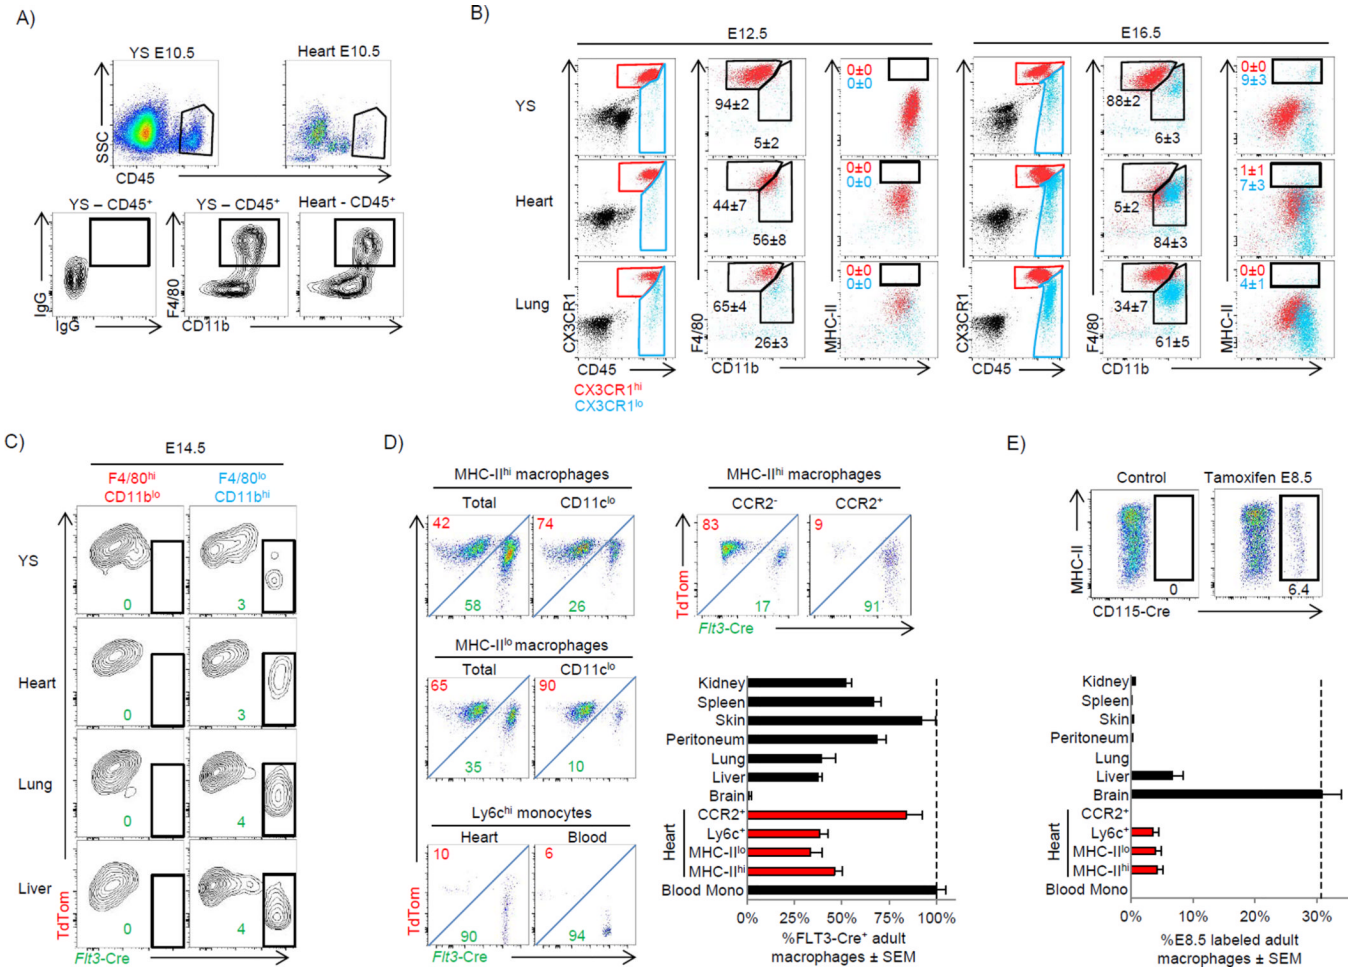 A)
YS E10.5
Heart E10.5
SSC
CD45
YS – CD45⁺
YS – CD45⁺
Heart - CD45⁺
IgG
IgG
F4/80
CD11b
B)
E12.5
E16.5
YS
94±2
5±2
0±0
0±0
88±2
6±3
0±0
9±3
Heart
44±7
56±8
0±0
0±0
5±2
84±3
1±1
7±3
Lung
65±4
26±3
0±0
0±0
34±7
61±5
0±0
4±1
CX3CR1
F4/80
MHC-II
CX3CR1
F4/80
MHC-II
CD45
CD11b
CD45
CD11b
CX3CR1ʰⁱ
CX3CR1ˡᵒ
C)
E14.5
F4/80ʰⁱ
CD11bˡᵒ
F4/80ˡᵒ
CD11bʰⁱ
YS
0
3
Heart
0
3
Lung
0
4
Liver
0
4
TdTom
Flt3-Cre
D)
MHC-IIʰⁱ macrophages
Total
CD11cˡᵒ
42
58
74
26
MHC-IIˡᵒ macrophages
Total
CD11cˡᵒ
65
35
90
10
Ly6cʰⁱ monocytes
Heart
Blood
10
90
6
94
TdTom
Flt3-Cre
MHC-IIʰⁱ macrophages
CCR2⁻
CCR2⁺
83
17
9
91
TdTom
Flt3-Cre
Kidney
Spleen
Skin
Peritoneum
Lung
Liver
Brain
CCR2⁺
Ly6c⁺
MHC-IIˡᵒ
MHC-IIʰⁱ
Heart
Blood Mono
0% 25% 50% 75% 100%
%FLT3-Cre⁺ adult
macrophages ± SEM
E)
Control
Tamoxifen E8.5
MHC-II
0
6.4
CD115-Cre
Kidney
Spleen
Skin
Peritoneum
Lung
Liver
Brain
CCR2⁺
Ly6c⁺
MHC-IIˡᵒ
MHC-IIʰⁱ
Heart
Blood Mono
0% 10% 20% 30%
%E8.5 labeled adult
macrophages ± SEM